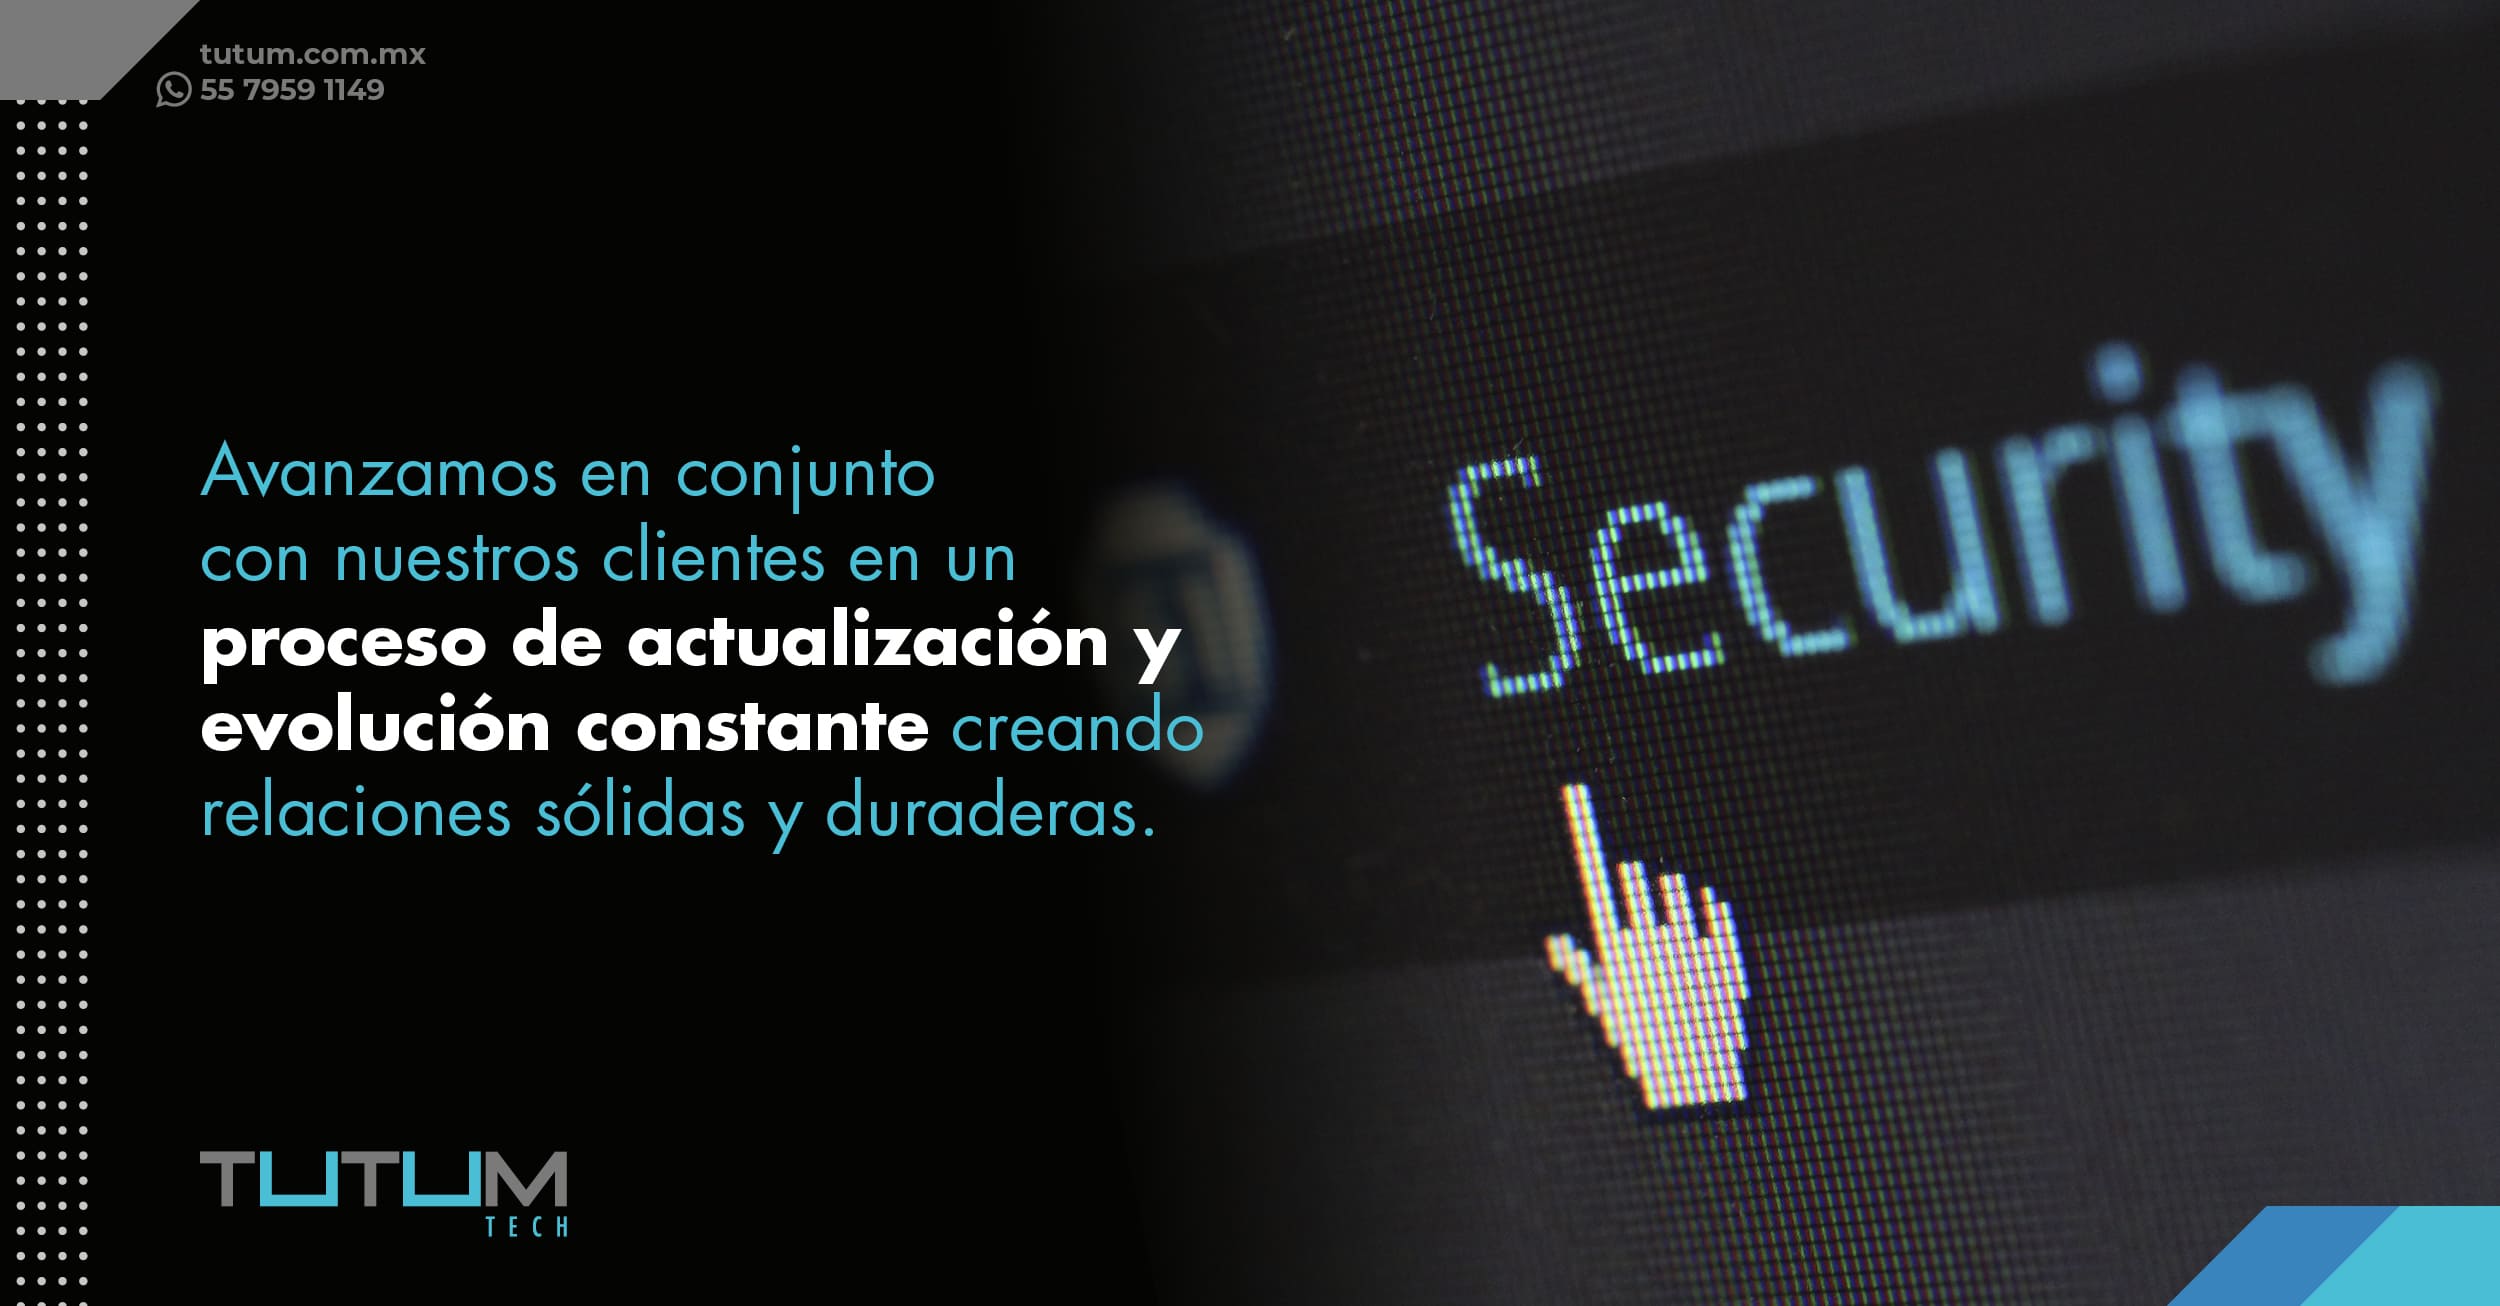 tutum.com.mx
55 7959 1149
Avanzamos en conjunto
con nuestros clientes en un
proceso de actualización y
evolución constante creando
relaciones sólidas y duraderas.
Security
TUTUM
TECH